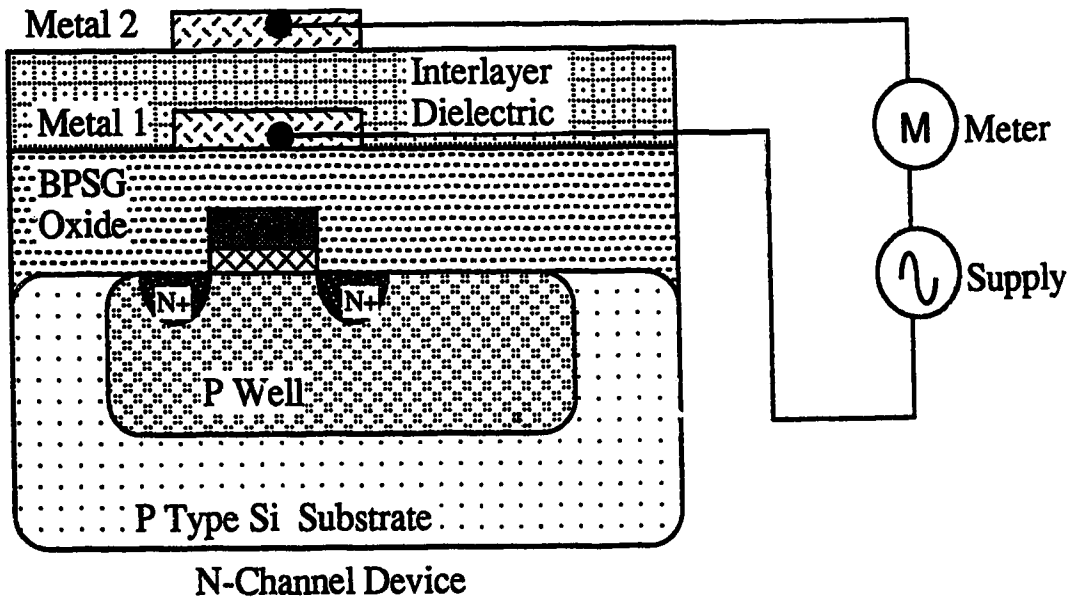 Metal 2
Interlayer
Dielectric
Metal 1
M Meter
BPSG
Oxide
Supply
N+ N+
P Well
P Type Si Substrate
N-Channel Device